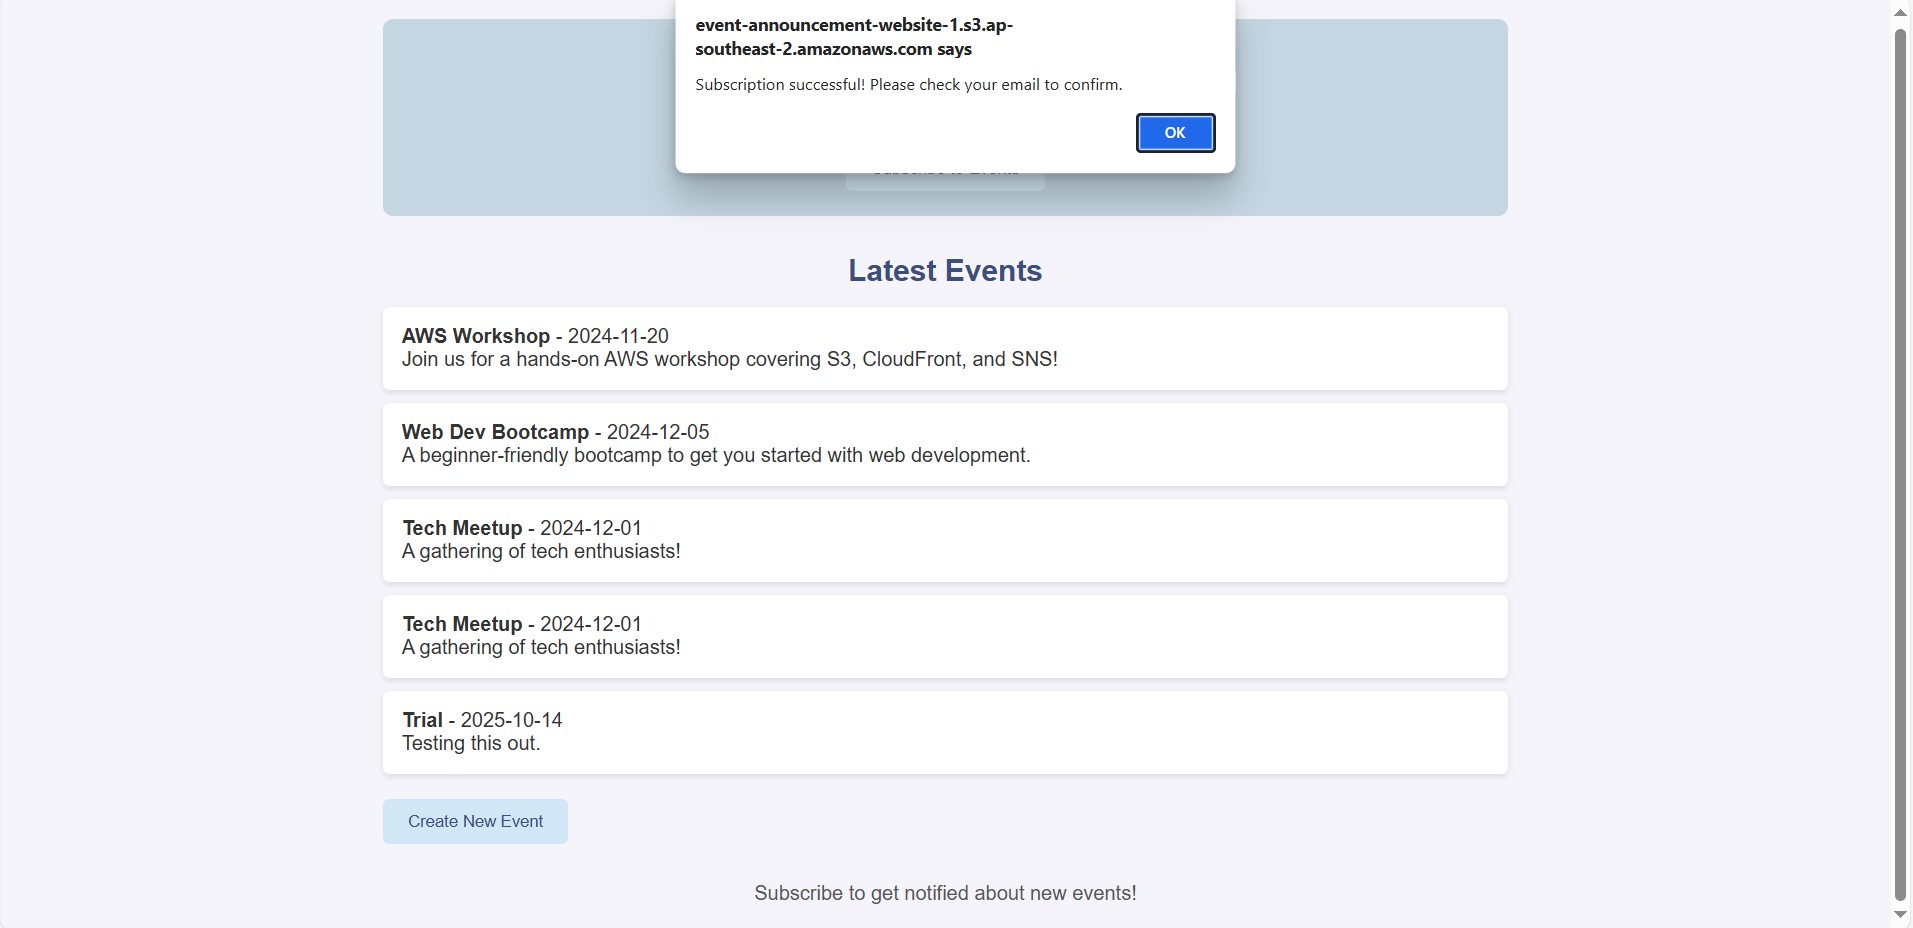 event-announcement-website-1.s3.ap-
southeast-2.amazonaws.com says
Subscription successful! Please check your email to confirm.
OK
Latest Events
AWS Workshop - 2024-11-20
Join us for a hands-on AWS workshop covering S3, CloudFront, and SNS!
Web Dev Bootcamp - 2024-12-05
A beginner-friendly bootcamp to get you started with web development.
Tech Meetup - 2024-12-01
A gathering of tech enthusiasts!
Tech Meetup - 2024-12-01
A gathering of tech enthusiasts!
Trial - 2025-10-14
Testing this out.
Create New Event
Subscribe to get notified about new events!